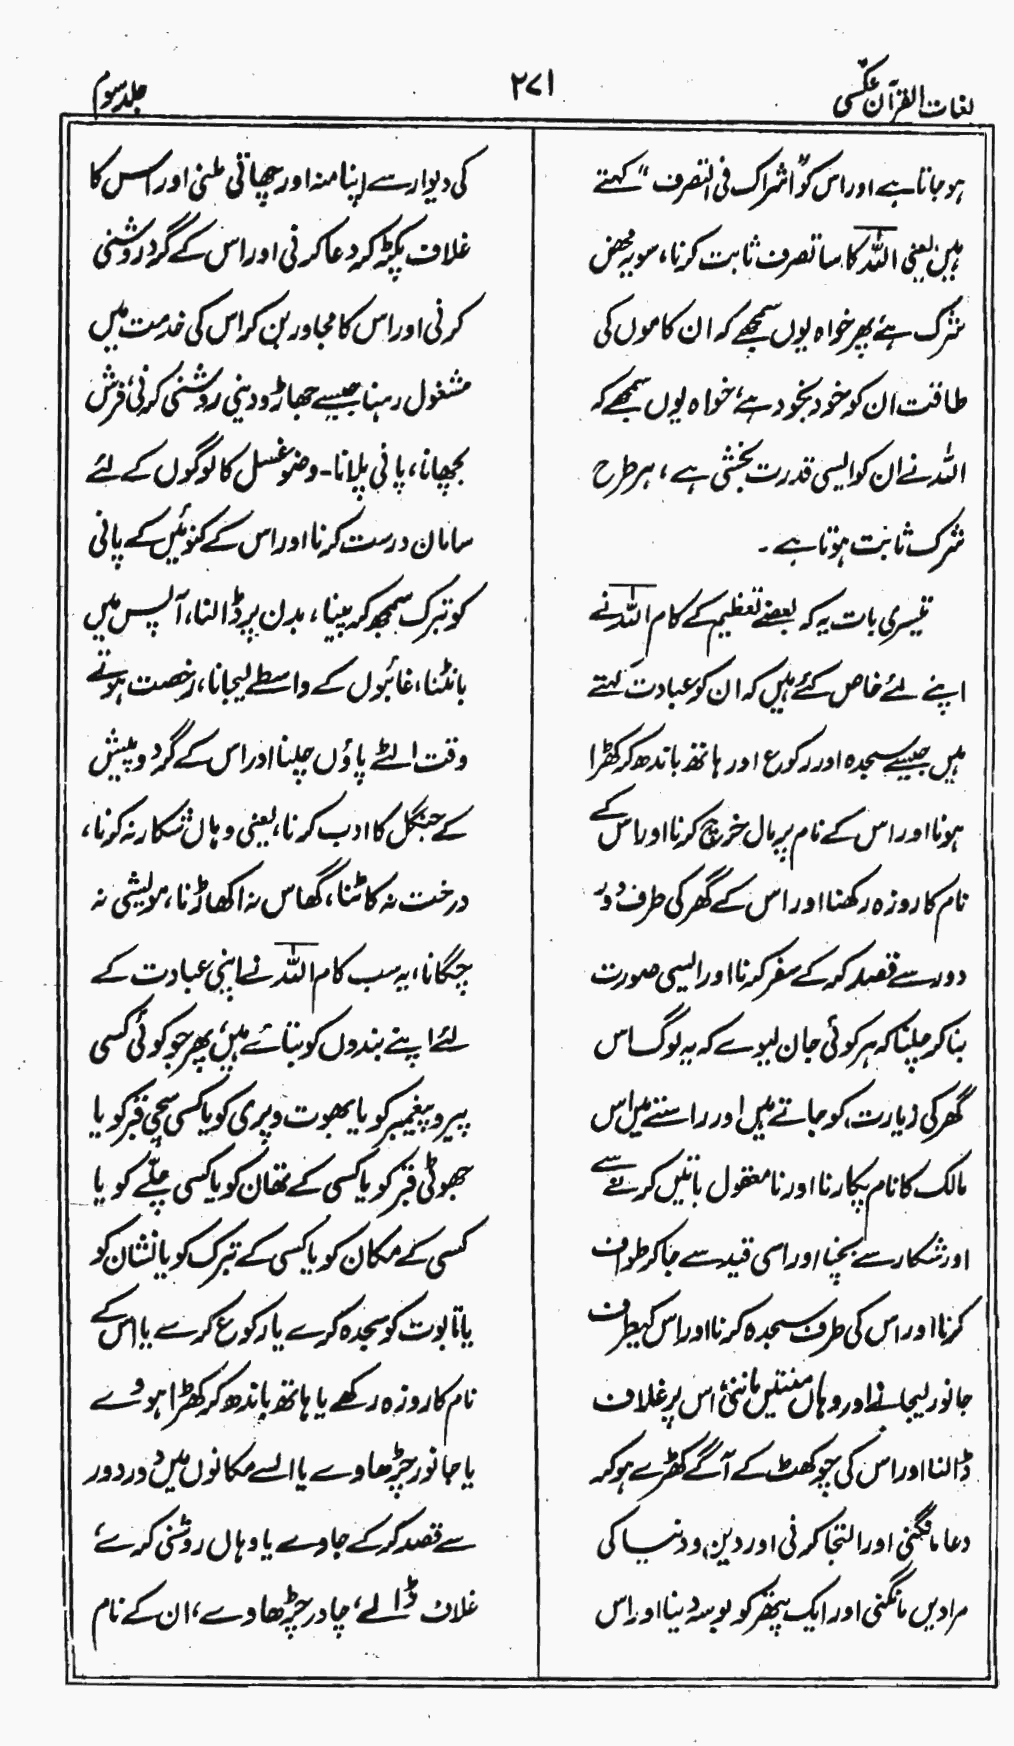 لغات القرآن عکسی
۲۷۱
جلد سوم
ہوجاتا ہے اور اس کو "اشراک فی التصرف" کہتے
ہیں یعنی اللہ کا سا تصرف ثابت کرنا، سو یہ محض
شرک ہے پھر خواہ یوں سمجھے کہ ان کاموں کی
طاقت ان کو خود بخود ہے، خواہ یوں سمجھے کہ
اللہ نے ان کو ایسی قدرت بخشی ہے، ہر طرح
شرک ثابت ہوتا ہے۔
تیسری بات یہ کہ بعضے تعظیم کے کام اللہ نے
اپنے لئے خاص کئے ہیں کہ ان کو عبادت کہتے
ہیں جیسے سجدہ اور رکوع اور ہاتھ باندھ کر کھڑا
ہونا اور اس کے نام پر مال خرچ کرنا اور اس کے
نام کا روزہ رکھنا اور اس کے گھر کی طرف دور
دور سے قصد کر کے سفر کرنا اور ایسی صورت
بنا کر چلنا کہ ہر کوئی جان لیوے کہ یہ لوگ اس
گھر کی زیارت کو جاتے ہیں اور راستے میں اس
مالک کا نام پکارنا اور نا معقول باتیں کرنے سے
اور شکار سے بچنا اور اسی قید سے جا کر طواف
کرنا اور اس کی طرف سجدہ کرنا اور اس کیطرف
جانور لیجانے اور وہاں منتیں ماننی اس پر غلاف
ڈالنا اور اس کی چوکھٹ کے آگے کھڑے ہو کر
دعا مانگنی اور التجا کرنی اور دین و دنیا کی
مرادیں مانگنی اور ایک پتھر کو بوسہ دینا اور اس
کی دیوار سے اپنا منہ اور چھاتی ملنی اور اس کا
غلاف پکڑ کر دعا کرنی اور اس کے گرد روشنی
کرنی اور اس کا مجاور بن کر اس کی خدمت میں
مشغول رہنا جیسے جھاڑو دینی روشنی کرنی، فرش
بچھانا، پانی پلانا۔ وضو غسل کا لوگوں کے لئے
سامان درست کرنا اور اس کے کنوئیں کے پانی
کو تبرک سمجھ کر پینا، بدن پر ڈالنا، آپس میں
بانٹنا، غائبوں کے واسطے لیجانا، رخصت ہوتے
وقت الٹے پاؤں چلنا اور اس کے گرد و پیش
کے جنگل کا ادب کرنا، یعنی وہاں شکار نہ کرنا،
درخت نہ کاٹنا، گھاس نہ اکھاڑنا، مویشی نہ
چگانا، یہ سب کام اللہ نے اپنی عبادت کے
لئے اپنے بندوں کو بتائے ہیں، پھر جو کوئی کسی
پیر و پیغمبر کو یا بھوت و پری کو یا کسی سچی قبر کو یا
جھوٹی قبر کو یا کسی کے تھان کو یا کسی چلّے کو یا
کسی کے مکان کو یا کسی کے تبرک کو یا نشان کو
یا تابوت کو سجدہ کرے یا رکوع کرے یا اس کے
نام کا روزہ رکھے یا ہاتھ باندھ کر کھڑا ہووے
یا جانور چڑھاوے یا ایسے مکانوں میں دور دور
سے قصد کر کے جاوے یا وہاں روشنی کرے،
غلاف ڈالے، چادر چڑھاوے، ان کے نام